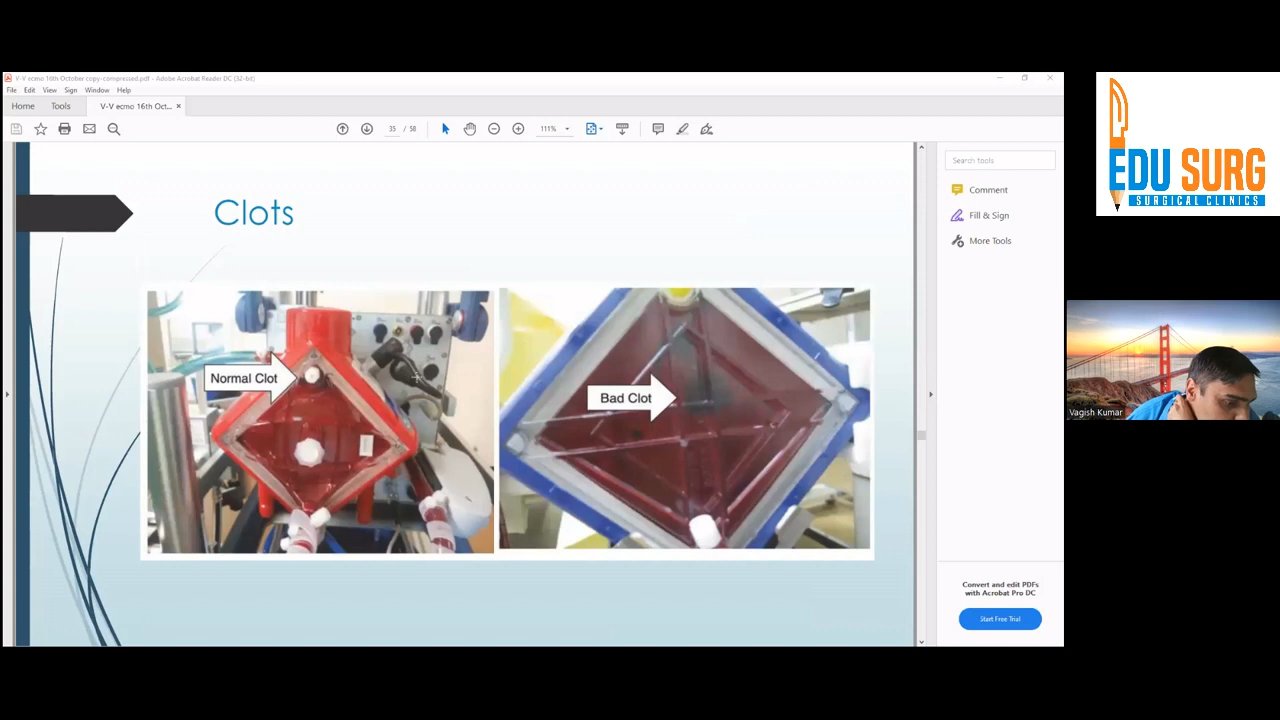 V-V ecmo 16th October copy-compressed.pdf - Adobe Acrobat Reader DC (32-bit)
File Edit View Sign Window Help
Home Tools V-V ecmo 16th Oct... ×
35 / 58 111%
Clots
Normal Clot
Bad Clot
Search tools
Comment
Fill & Sign
More Tools
Convert and edit PDFs
with Acrobat Pro DC
Start Free Trial
EDU SURG
SURGICAL CLINICS
Vagish Kumar